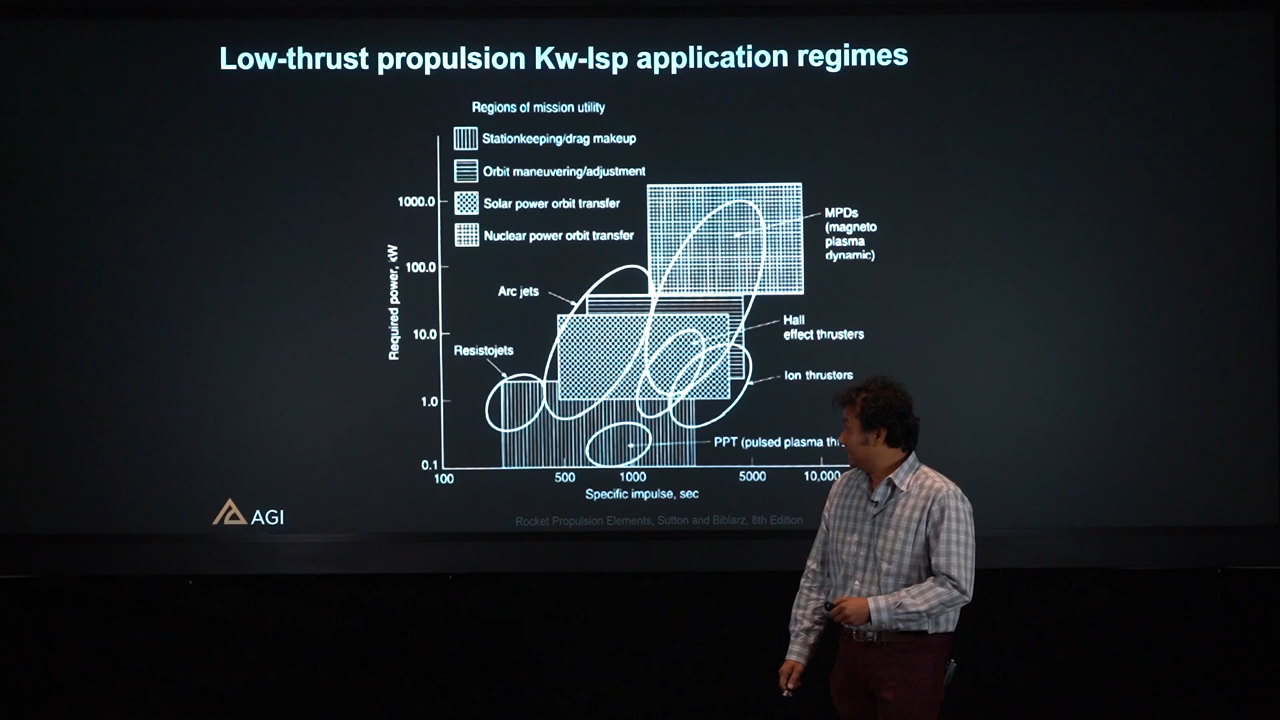 Low-thrust propulsion Kw-Isp application regimes
Regions of mission utility
Stationkeeping/drag makeup
Orbit maneuvering/adjustment
Solar power orbit transfer
Nuclear power orbit transfer
1000.0
100.0
10.0
1.0
0.1
Required power, kW
MPDs
(magneto
plasma
dynamic)
Arc jets
Hall
effect thrusters
Resistojets
Ion thrusters
PPT (pulsed plasma
100
500
1000
5000
10,000
Specific impulse, sec
AGI
Rocket Propulsion Elements, Sutton and Biblarz, 8th Edition